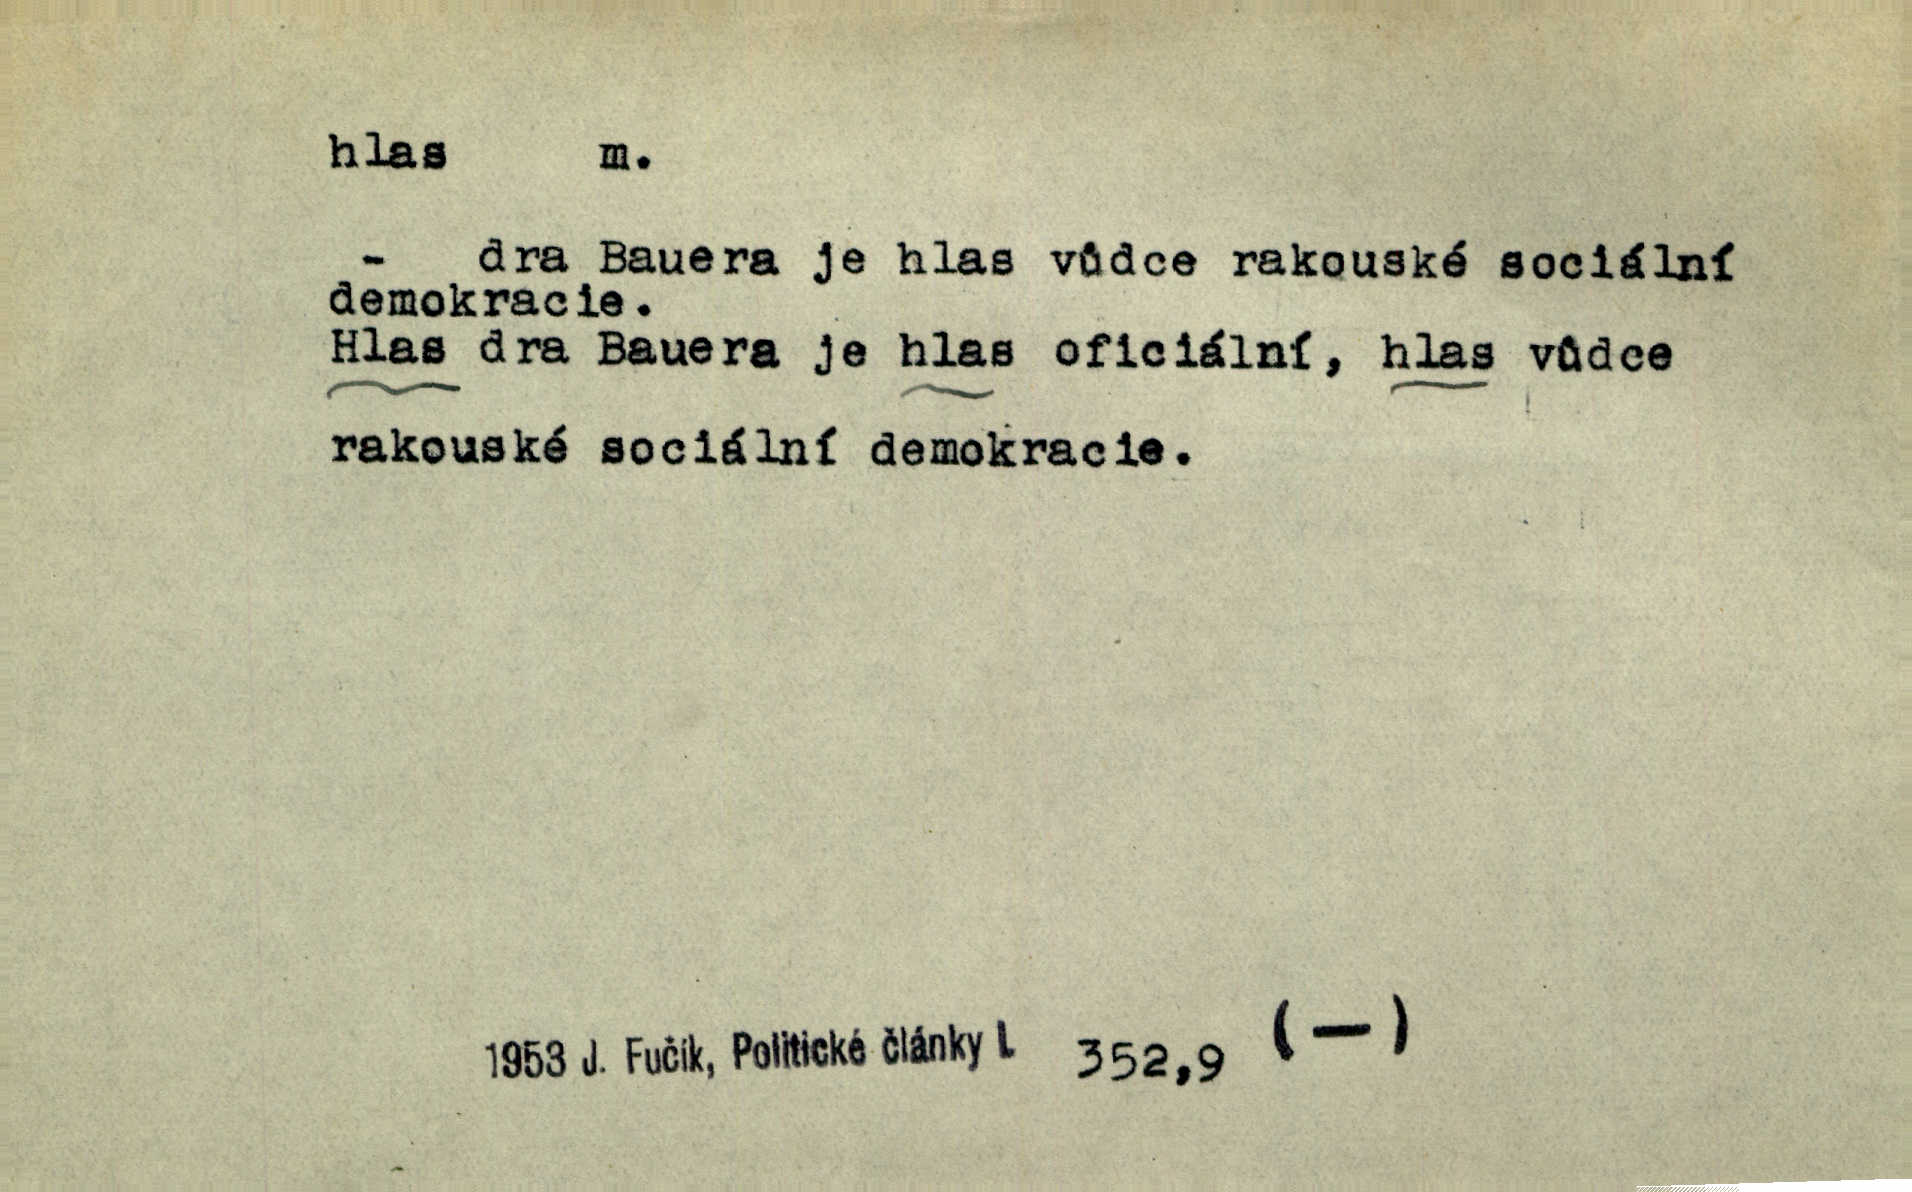 hlas m.
- dra Bauera je hlas vůdce rakouské sociální
demokracie.
Hlas dra Bauera je hlas oficiální, hlas vůdce
rakouské sociální demokracie.
1953 J. Fučík, Politické články I. 352,9 (—)